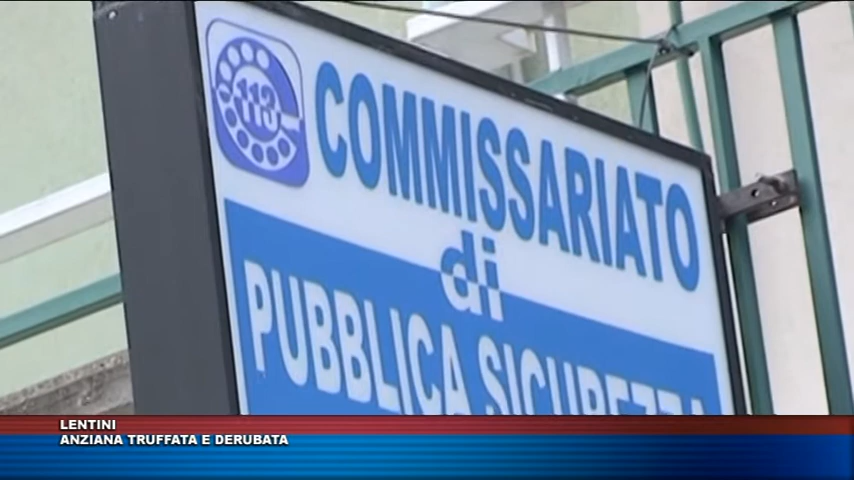 113
COMMISSARIATO
di
PUBBLICA SICUREZZA
LENTINI
ANZIANA TRUFFATA E DERUBATA